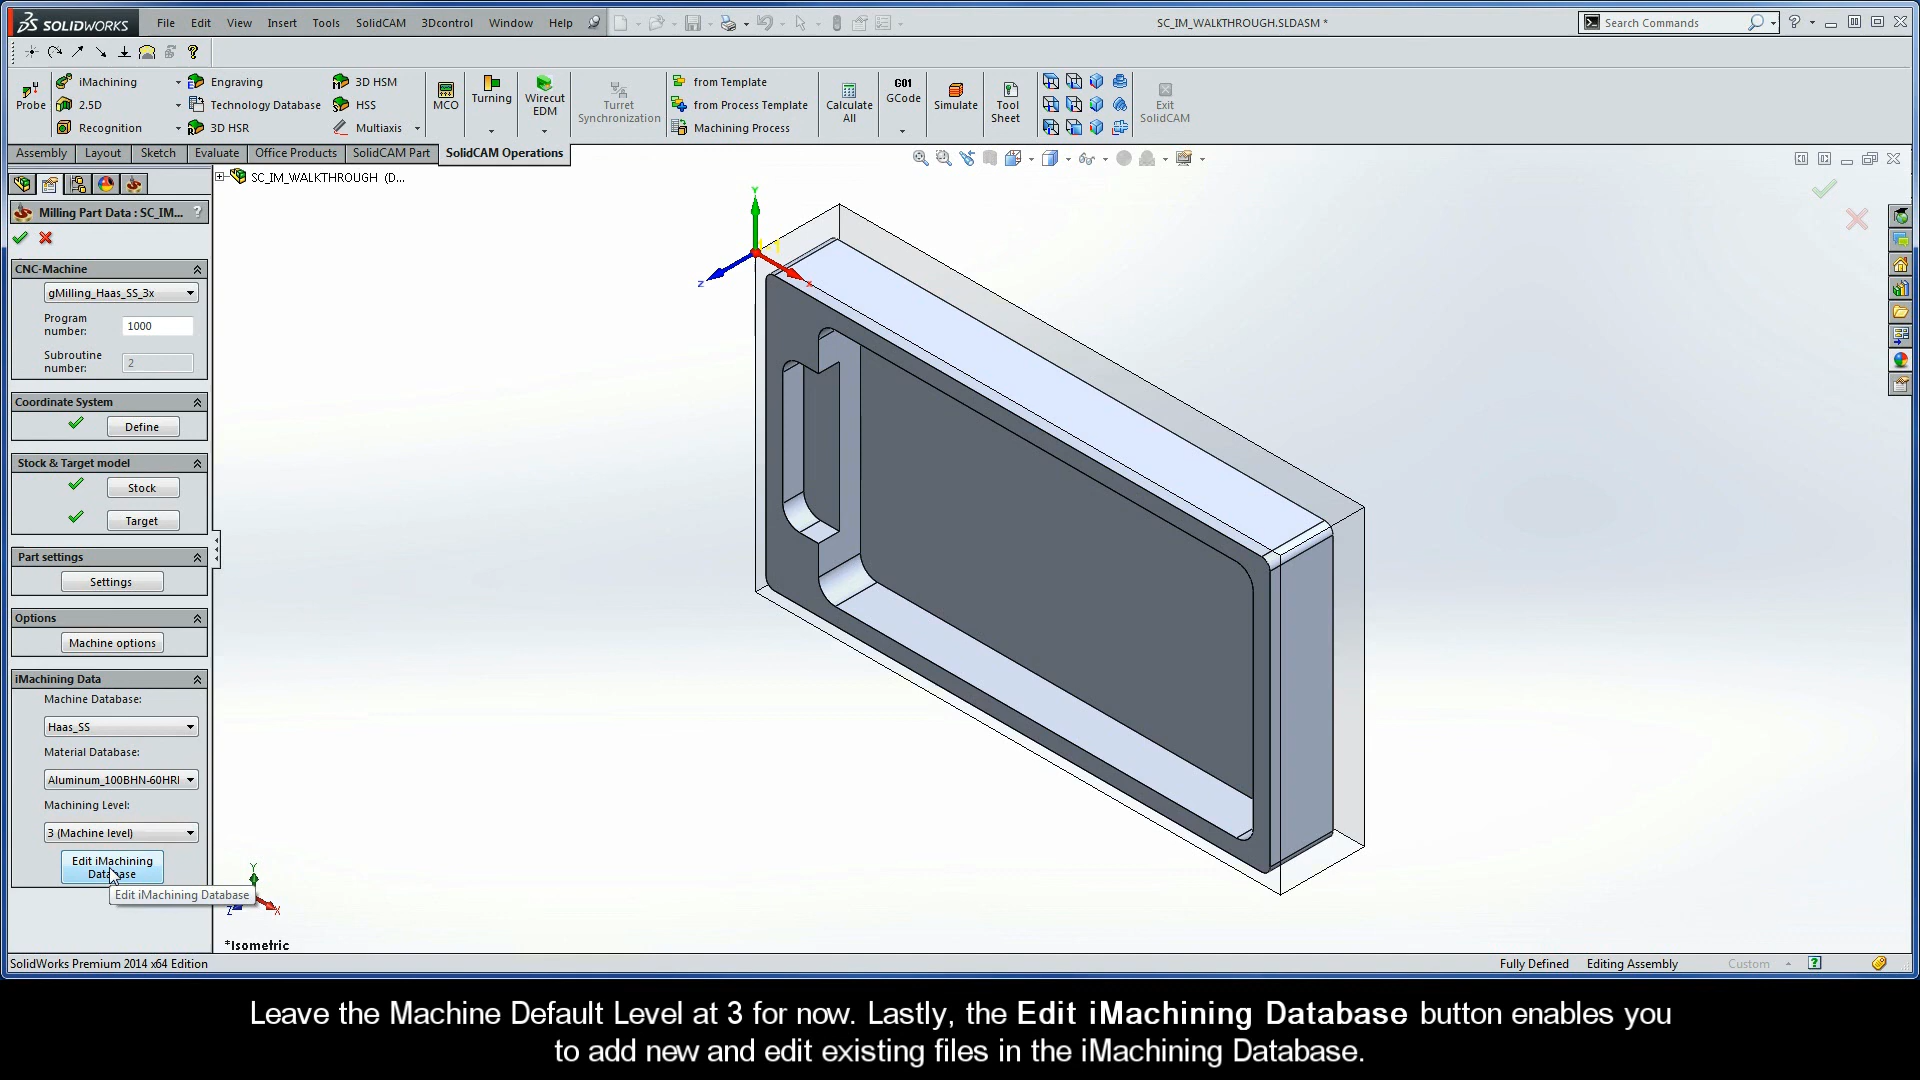 SOLIDWORKS File Edit View Insert Tools SolidCAM 3Dcontrol Window Help SC_IM_WALKTHROUGH.SLDASM * Search Commands
iMachining Engraving 3D HSM from Template
Probe 2.5D Technology Database HSS MCO Turning Wirecut EDM Turret Synchronization from Process Template Calculate All G01 GCode Simulate Tool Sheet Exit SolidCAM
Recognition 3D HSR Multiaxis Machining Process
Assembly Layout Sketch Evaluate Office Products SolidCAM Part SolidCAM Operations
SC_IM_WALKTHROUGH (D...
Milling Part Data : SC_IM... ?
CNC-Machine
gMilling_Haas_SS_3x
Program
number: 1000
Subroutine
number: 2
Coordinate System
Define
Stock & Target model
Stock
Target
Part settings
Settings
Options
Machine options
iMachining Data
Machine Database:
Haas_SS
Material Database:
Aluminum_100BHN-60HRI
Machining Level:
3 (Machine level)
Edit iMachining
Database
Edit iMachining Database
Y
Z
X
Y
Z X
*Isometric
SolidWorks Premium 2014 x64 Edition Fully Defined Editing Assembly Custom
Leave the Machine Default Level at 3 for now. Lastly, the Edit iMachining Database button enables you
to add new and edit existing files in the iMachining Database.